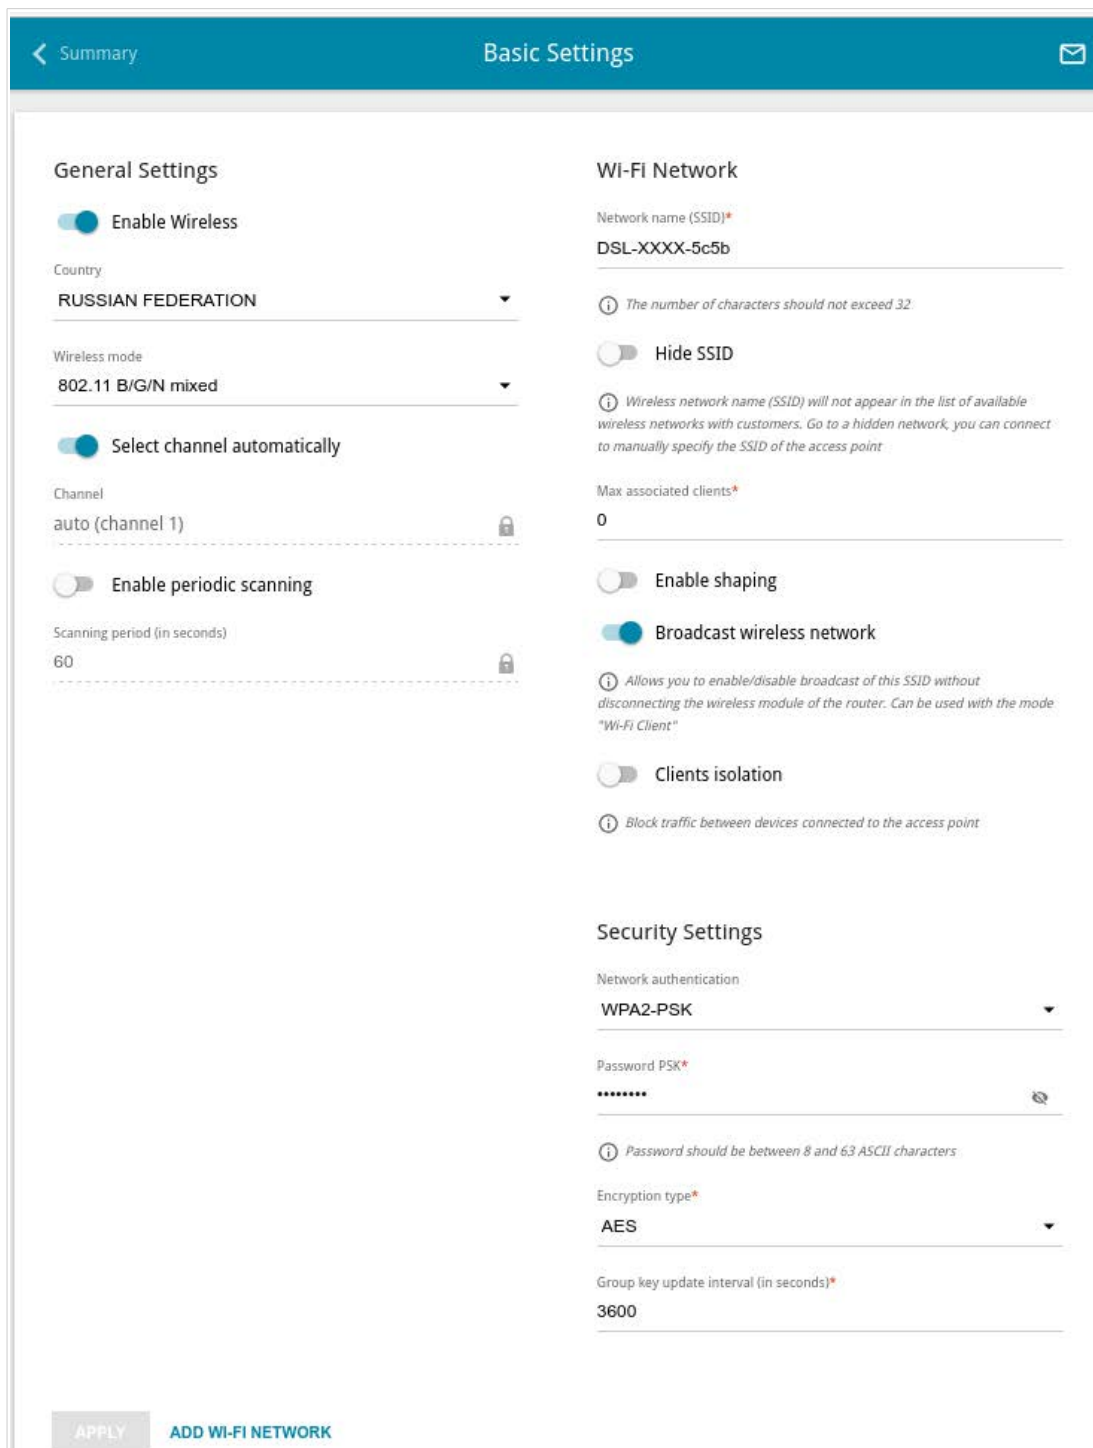 Summary
Basic Settings
General Settings
Enable Wireless
Country
RUSSIAN FEDERATION
Wireless mode
802.11 B/G/N mixed
Select channel automatically
Channel
auto (channel 1)
Enable periodic scanning
Scanning period (in seconds)
60
Wi-Fi Network
Network name (SSID)*
DSL-XXXX-5c5b
The number of characters should not exceed 32
Hide SSID
Wireless network name (SSID) will not appear in the list of available
wireless networks with customers. Go to a hidden network, you can connect
to manually specify the SSID of the access point
Max associated clients*
0
Enable shaping
Broadcast wireless network
Allows you to enable/disable broadcast of this SSID without
disconnecting the wireless module of the router. Can be used with the mode
"Wi-Fi Client"
Clients isolation
Block traffic between devices connected to the access point
Security Settings
Network authentication
WPA2-PSK
Password PSK*
••••••••
Password should be between 8 and 63 ASCII characters
Encryption type*
AES
Group key update interval (in seconds)*
3600
APPLY
ADD WI-FI NETWORK